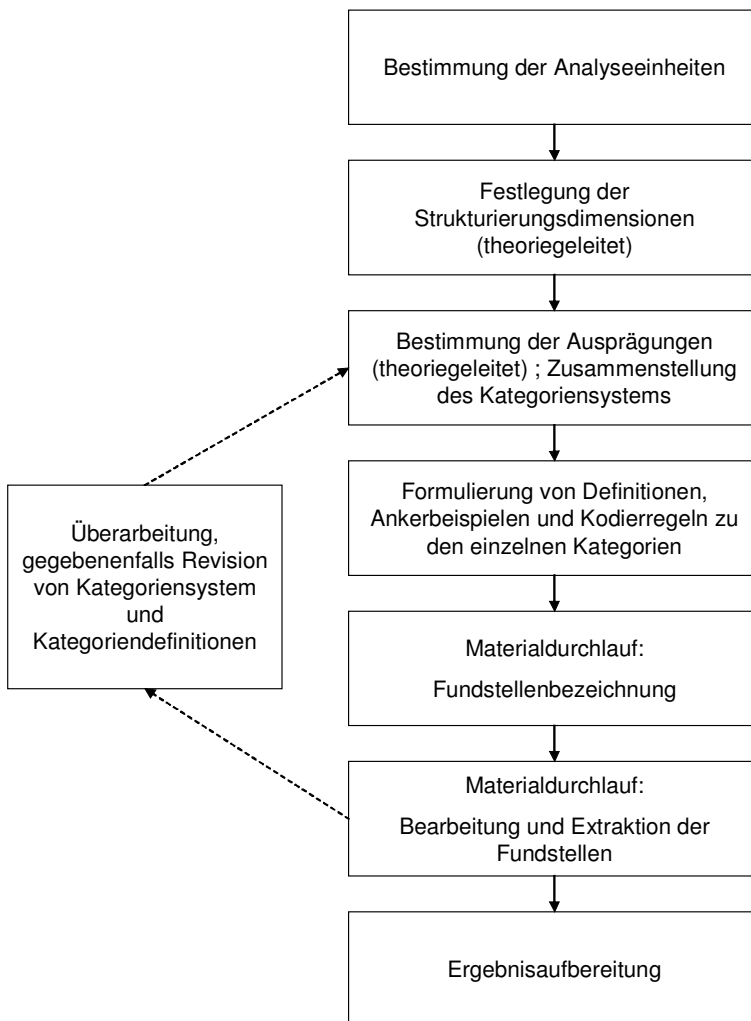 Bestimmung der Analyseeinheiten
Festlegung der
Strukturierungsdimensionen
(theoriegeleitet)
Bestimmung der Ausprägungen
(theoriegeleitet) ; Zusammenstellung
des Kategoriensystems
Formulierung von Definitionen,
Ankerbeispielen und Kodierregeln zu
den einzelnen Kategorien
Überarbeitung,
gegebenenfalls Revision
von Kategoriensystem
und
Kategoriendefinitionen
Materialdurchlauf:
Fundstellenbezeichnung
Materialdurchlauf:
Bearbeitung und Extraktion der
Fundstellen
Ergebnisaufbereitung